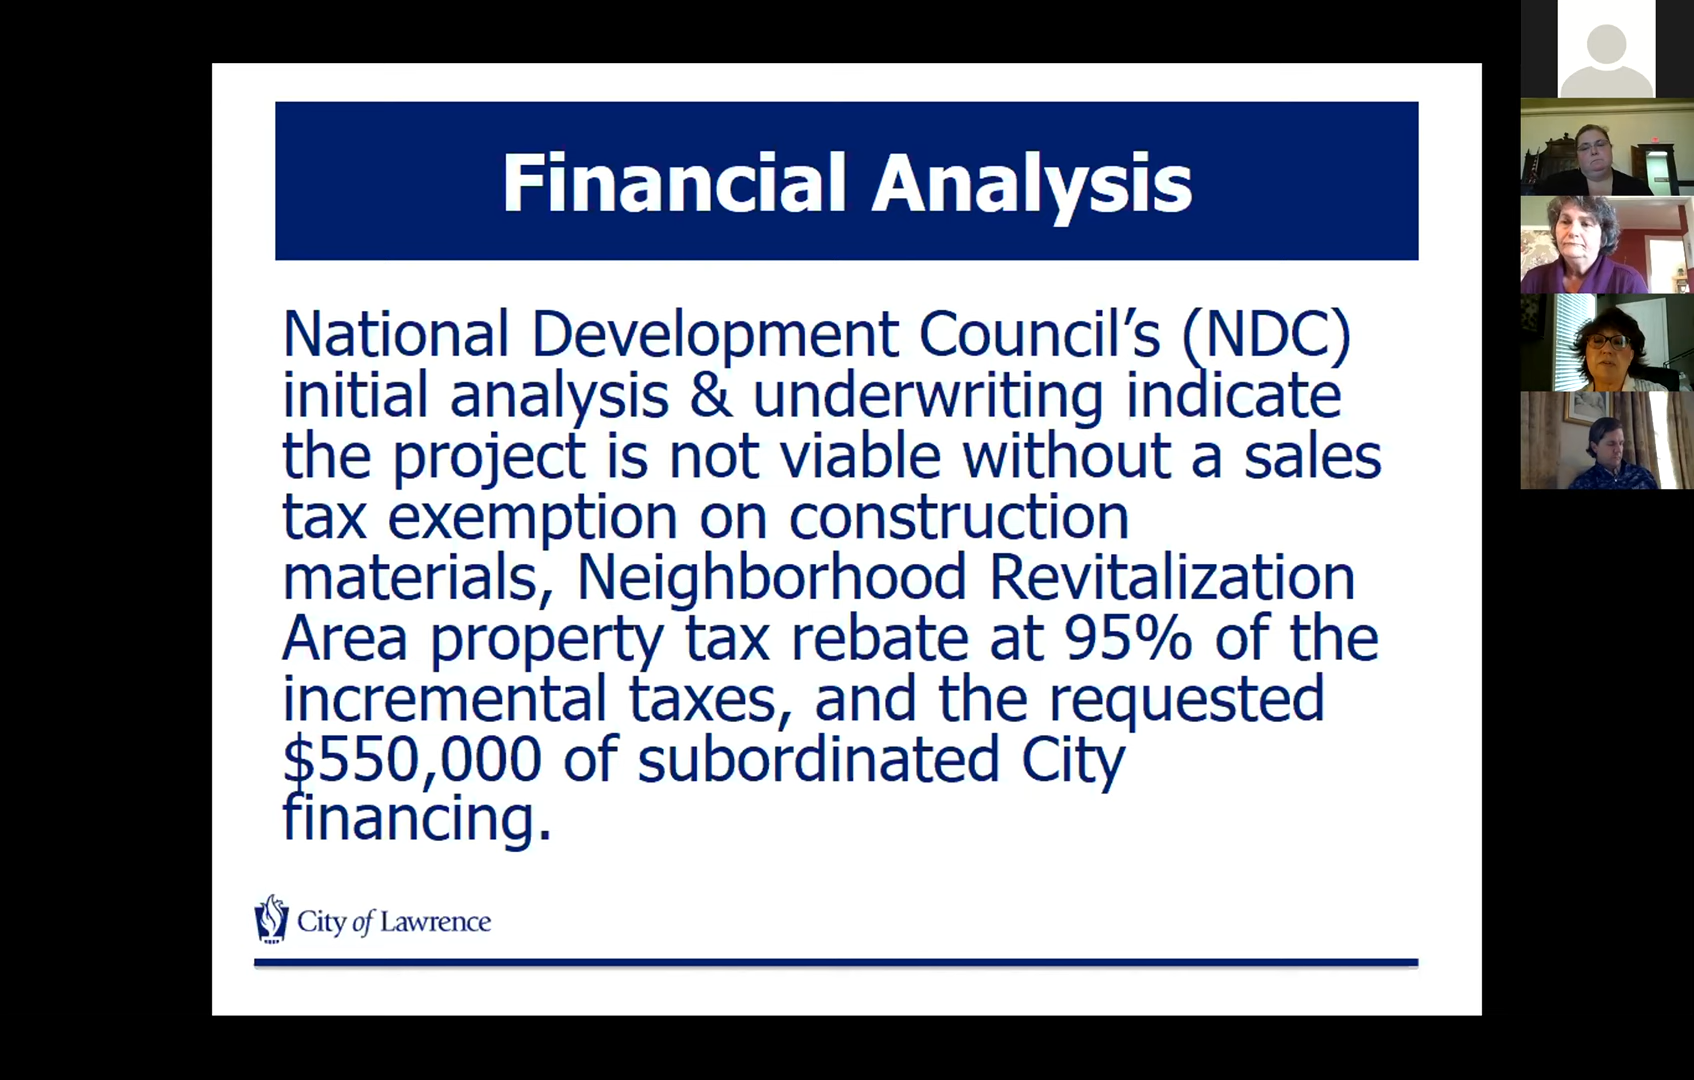 Financial Analysis
National Development Council’s (NDC)
initial analysis & underwriting indicate
the project is not viable without a sales
tax exemption on construction
materials, Neighborhood Revitalization
Area property tax rebate at 95% of the
incremental taxes, and the requested
$550,000 of subordinated City
financing.
City of Lawrence